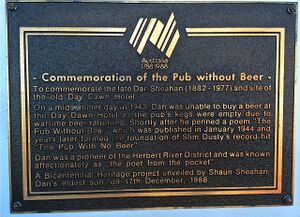 Australia
1788-1988
- Commemoration of the Pub without Beer -
To commemorate the late Dan Sheahan (1882 - 1977) and site of
the old Day Dawn Hotel.
On a midsummer day in 1943, Dan was unable to buy a beer at
the Day Dawn Hotel as the pub's kegs were empty due to
wartime beer rationing. Shortly after he penned a poem "The
Pub Without Beer" which was published in January 1944 and
years later formed the foundation of Slim Dusty's record hit
"The Pub With No Beer".
Dan was a pioneer of the Herbert River District and was known
affectionately as "the poet from the pocket".
A Bicentennial Heritage project unveiled by Shaun Sheahan,
Dan's eldest son, on 17th December, 1988.